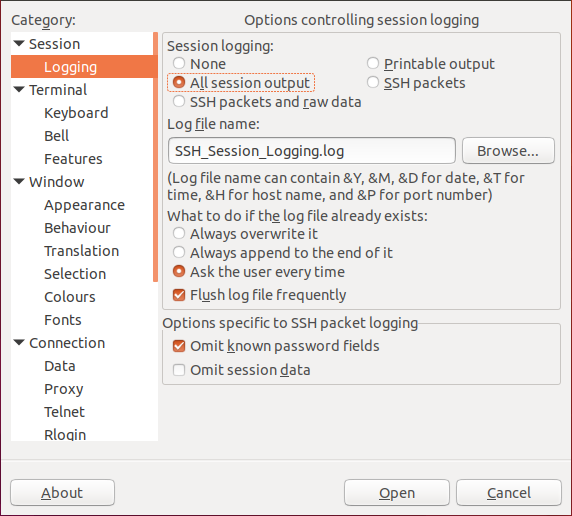 Category:
Session
Logging
Terminal
Keyboard
Bell
Features
Window
Appearance
Behaviour
Translation
Selection
Colours
Fonts
Connection
Data
Proxy
Telnet
Rlogin
Options controlling session logging
Session logging:
None
Printable output
All session output
SSH packets
SSH packets and raw data
Log file name:
SSH_Session_Logging.log
Browse...
(Log file name can contain &Y, &M, &D for date, &T for
time, &H for host name, and &P for port number)
What to do if the log file already exists:
Always overwrite it
Always append to the end of it
Ask the user every time
Flush log file frequently
Options specific to SSH packet logging
Omit known password fields
Omit session data
About
Open
Cancel